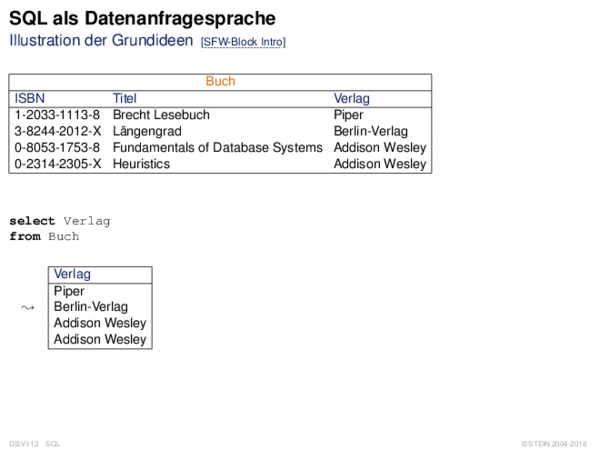 SQL als Datenanfragesprache
Illustration der Grundideen [SFW-Block Intro]
Buch
ISBN Titel Verlag
1-2033-1113-8 Brecht Lesebuch Piper
3-8244-2012-X Längengrad Berlin-Verlag
0-8053-1753-8 Fundamentals of Database Systems Addison Wesley
0-2314-2305-X Heuristics Addison Wesley
select Verlag
from Buch
Verlag
Piper
⤳ Berlin-Verlag
Addison Wesley
Addison Wesley
DB:VI-12 SQL ©STEIN 2004-2018